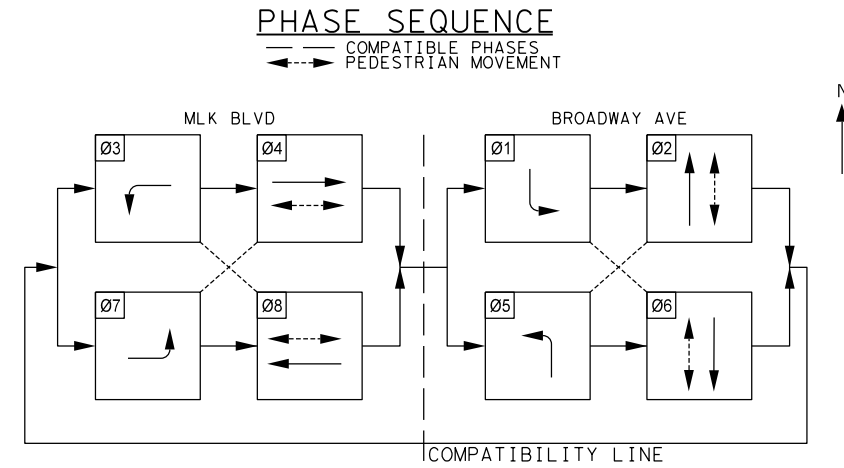 PHASE SEQUENCE
COMPATIBLE PHASES
PEDESTRIAN MOVEMENT
N
MLK BLVD
BROADWAY AVE
Ø3
Ø4
Ø1
Ø2
Ø7
Ø8
Ø5
Ø6
COMPATIBILITY LINE